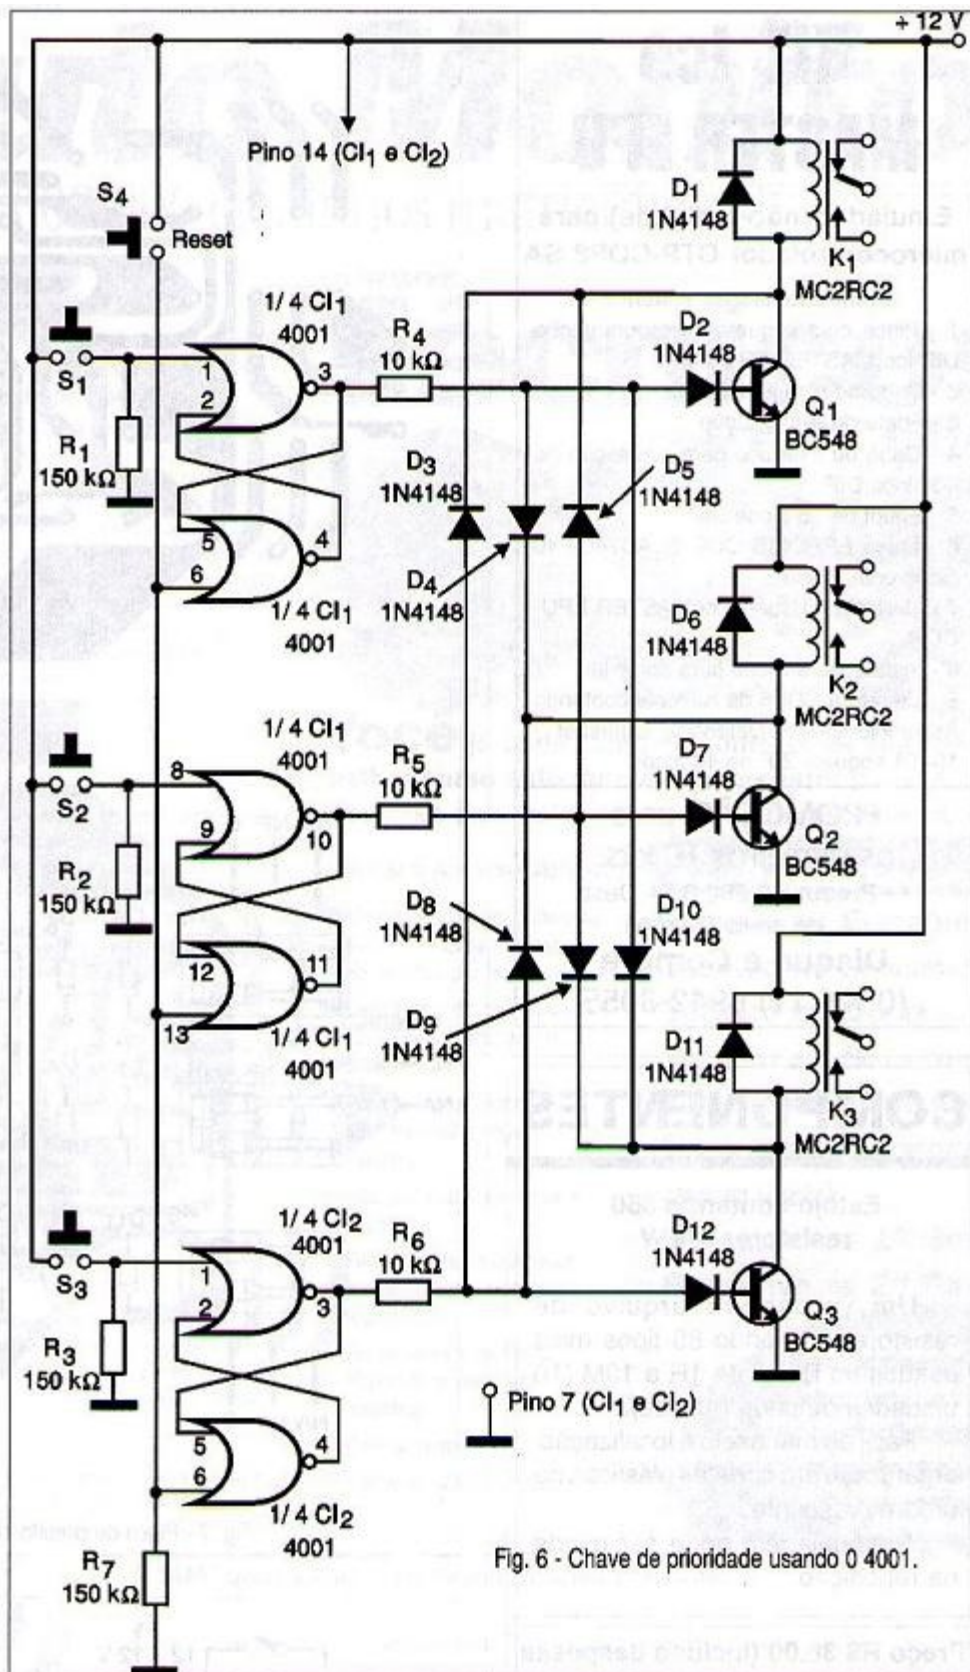 + 12 V
Pino 14 (CI₁ e CI₂)
S₄
Reset
D₁
1N4148
K₁
MC2RC2
1/ 4 CI₁
4001
R₄
10 kΩ
D₂
1N4148
S₁
1
2
3
Q₁
BC548
R₁
150 kΩ
D₃
1N4148
D₅
1N4148
5
6
4
D₄
1N4148
1/ 4 CI₁
4001
D₆
1N4148
K₂
MC2RC2
1/ 4 CI₁
4001
R₅
10 kΩ
D₇
1N4148
S₂
8
9
10
Q₂
BC548
R₂
150 kΩ
D₈
1N4148
D₁₀
1N4148
12
13
11
D₉
1N4148
1/ 4 CI₁
4001
D₁₁
1N4148
K₃
MC2RC2
1/ 4 CI₂
4001
R₆
10 kΩ
D₁₂
1N4148
S₃
1
2
3
Q₃
BC548
R₃
150 kΩ
Pino 7 (CI₁ e CI₂)
5
6
4
1/ 4 CI₂
4001
R₇
150 kΩ
Fig. 6 - Chave de prioridade usando 0 4001.